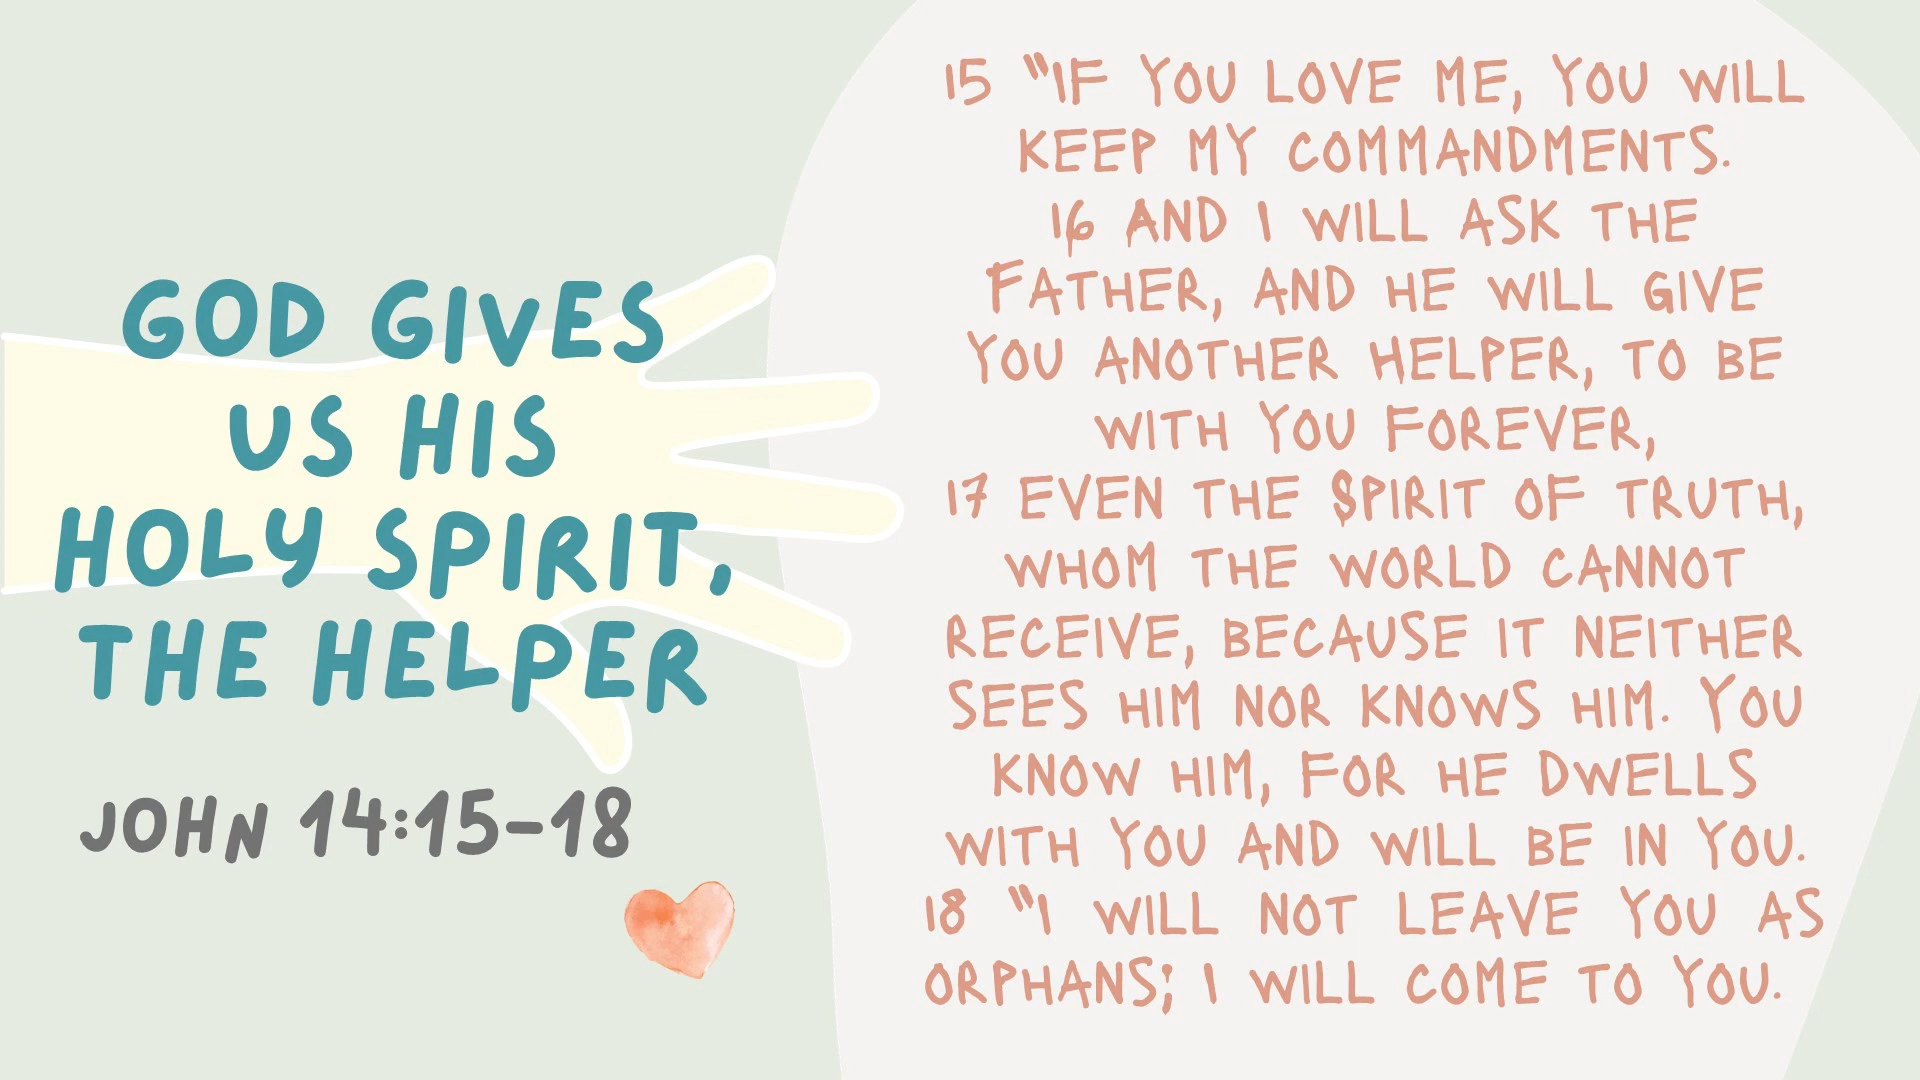 GOD GIVES
US HIS
HOLY SPIRIT,
THE HELPER
JOHN 14:15-18
15 "IF YOU LOVE ME, YOU WILL
KEEP MY COMMANDMENTS.
16 AND I WILL ASK THE
FATHER, AND HE WILL GIVE
YOU ANOTHER HELPER, TO BE
WITH YOU FOREVER,
17 EVEN THE SPIRIT OF TRUTH,
WHOM THE WORLD CANNOT
RECEIVE, BECAUSE IT NEITHER
SEES HIM NOR KNOWS HIM. YOU
KNOW HIM, FOR HE DWELLS
WITH YOU AND WILL BE IN YOU.
18 "I WILL NOT LEAVE YOU AS
ORPHANS; I WILL COME TO YOU.